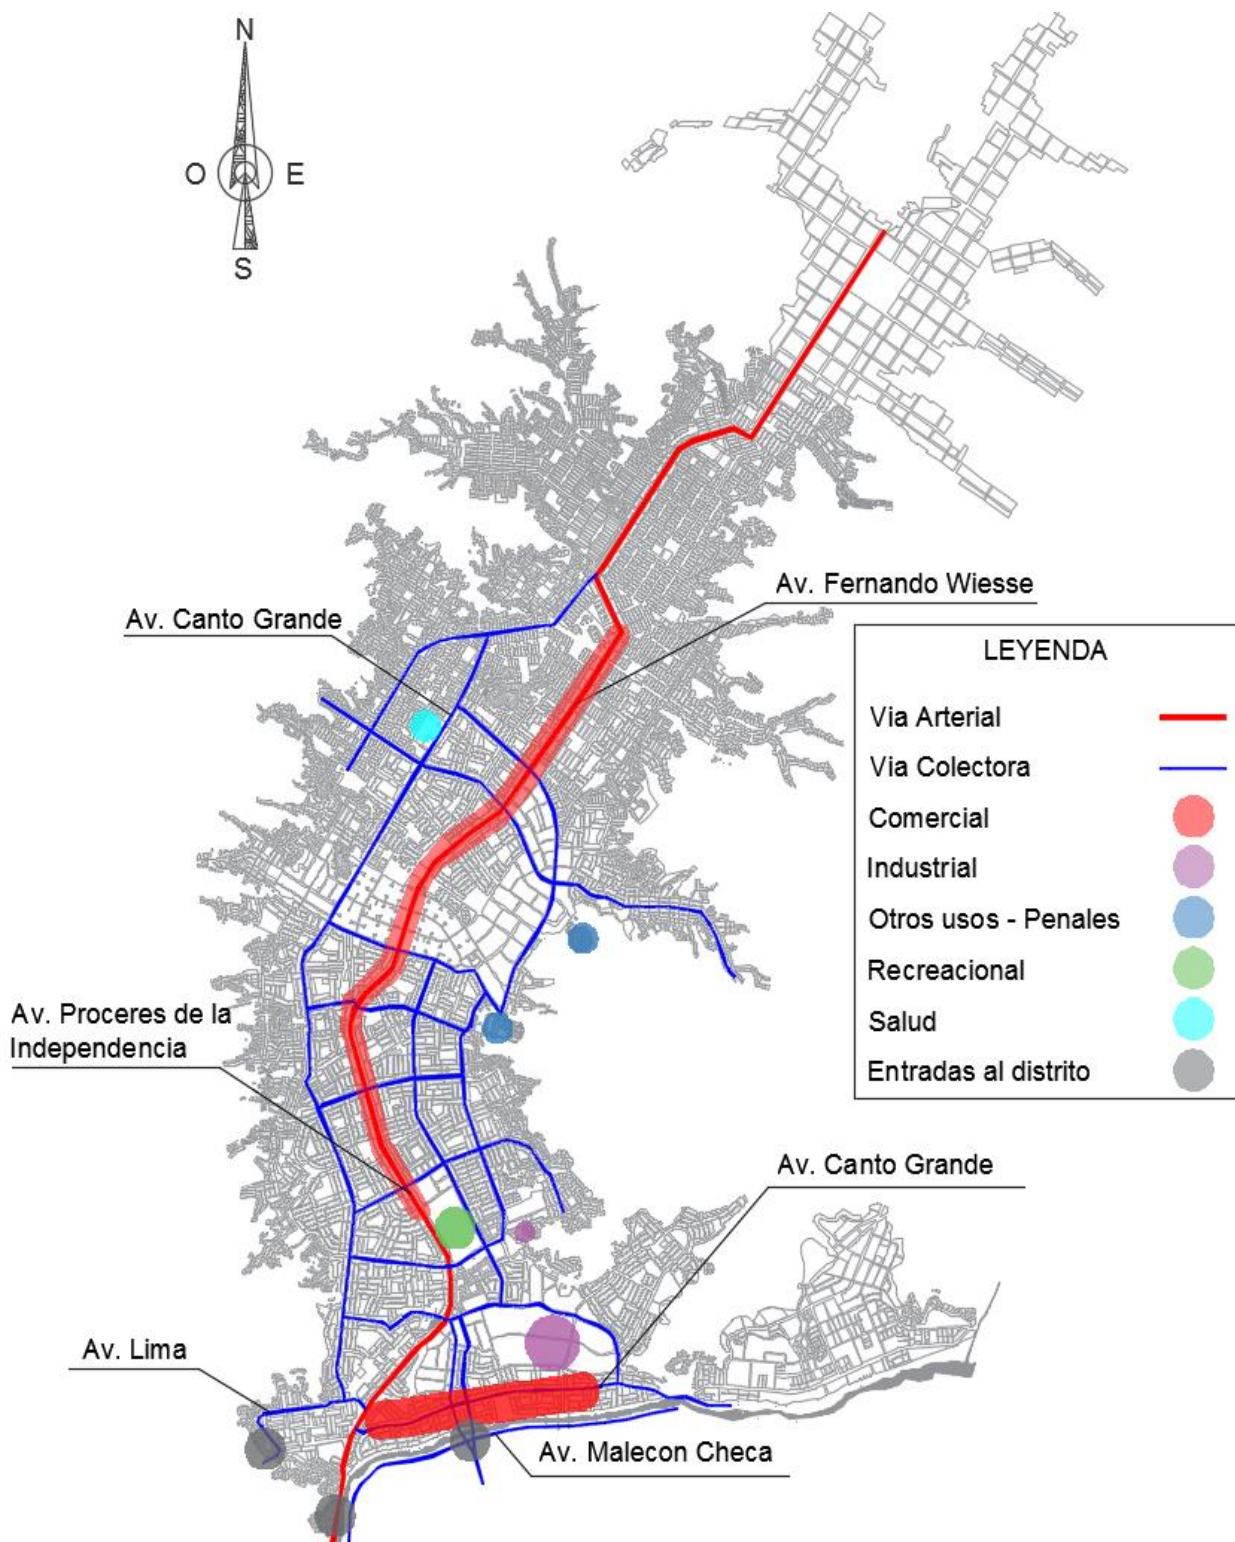 N
O E
S
Av. Fernando Wiesse
Av. Canto Grande
LEYENDA
Via Arterial
Via Colectora
Comercial
Industrial
Otros usos - Penales
Recreacional
Salud
Entradas al distrito
Av. Proceres de la
Independencia
Av. Canto Grande
Av. Lima
Av. Malecon Checa